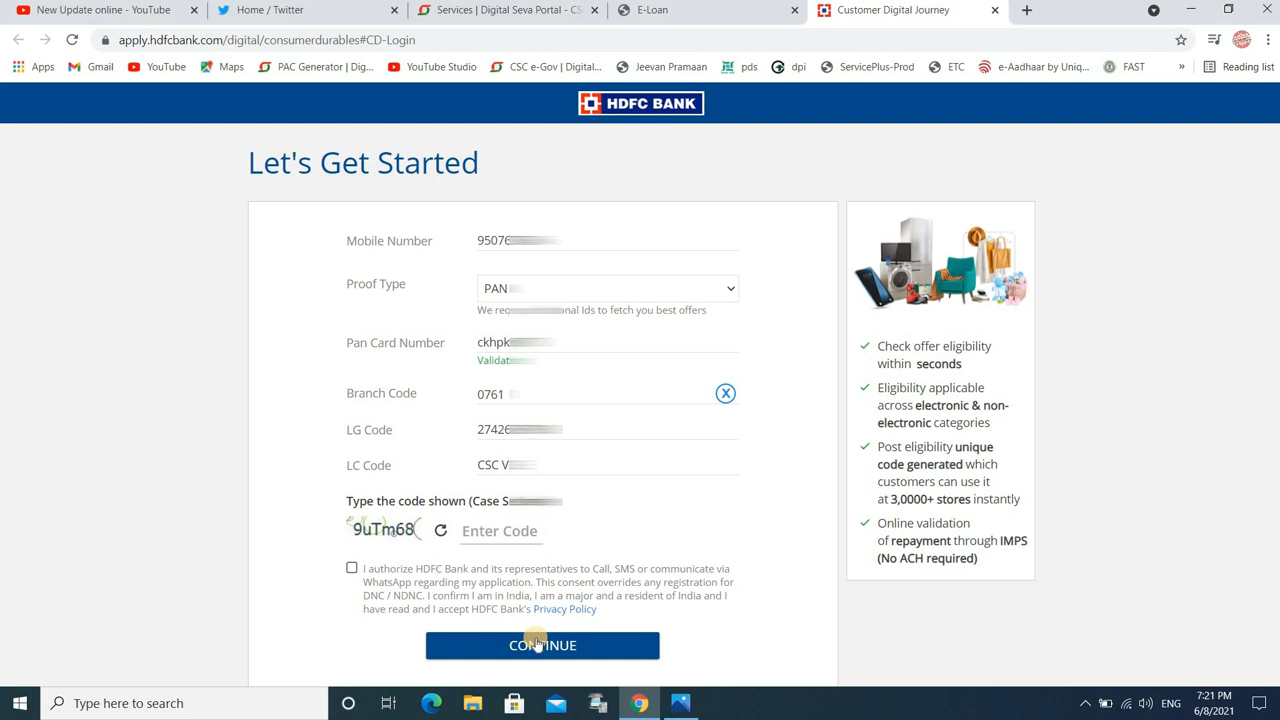 New Update online - YouTube
Home / Twitter
Services | Digital Seva Portal - CS
E-Loan
Customer Digital Journey
apply.hdfcbank.com/digital/consumerdurables#CD-Login
Apps
Gmail
YouTube
Maps
PAC Generator | Dig...
YouTube Studio
CSC e-Gov | Digital...
Jeevan Pramaan
pds
dpi
ServicePlus-Prod
ETC
e-Aadhaar by Uniq...
FAST
»
Reading list
HDFC BANK
Let's Get Started
Mobile Number
95076
Proof Type
PAN
We req nal Ids to fetch you best offers
Pan Card Number
ckhpk
Validat
Branch Code
0761
X
LG Code
27426
LC Code
CSC V
Type the code shown (Case S
9uTm68
Enter Code
I authorize HDFC Bank and its representatives to Call, SMS or communicate via
WhatsApp regarding my application. This consent overrides any registration for
DNC / NDNC. I confirm I am in India, I am a major and a resident of India and I
have read and I accept HDFC Bank's Privacy Policy
CONTINUE
Check offer eligibility
within seconds
Eligibility applicable
across electronic & non-
electronic categories
Post eligibility unique
code generated which
customers can use it
at 3,0000+ stores instantly
Online validation
of repayment through IMPS
(No ACH required)
Type here to search
ENG
7:21 PM
6/8/2021